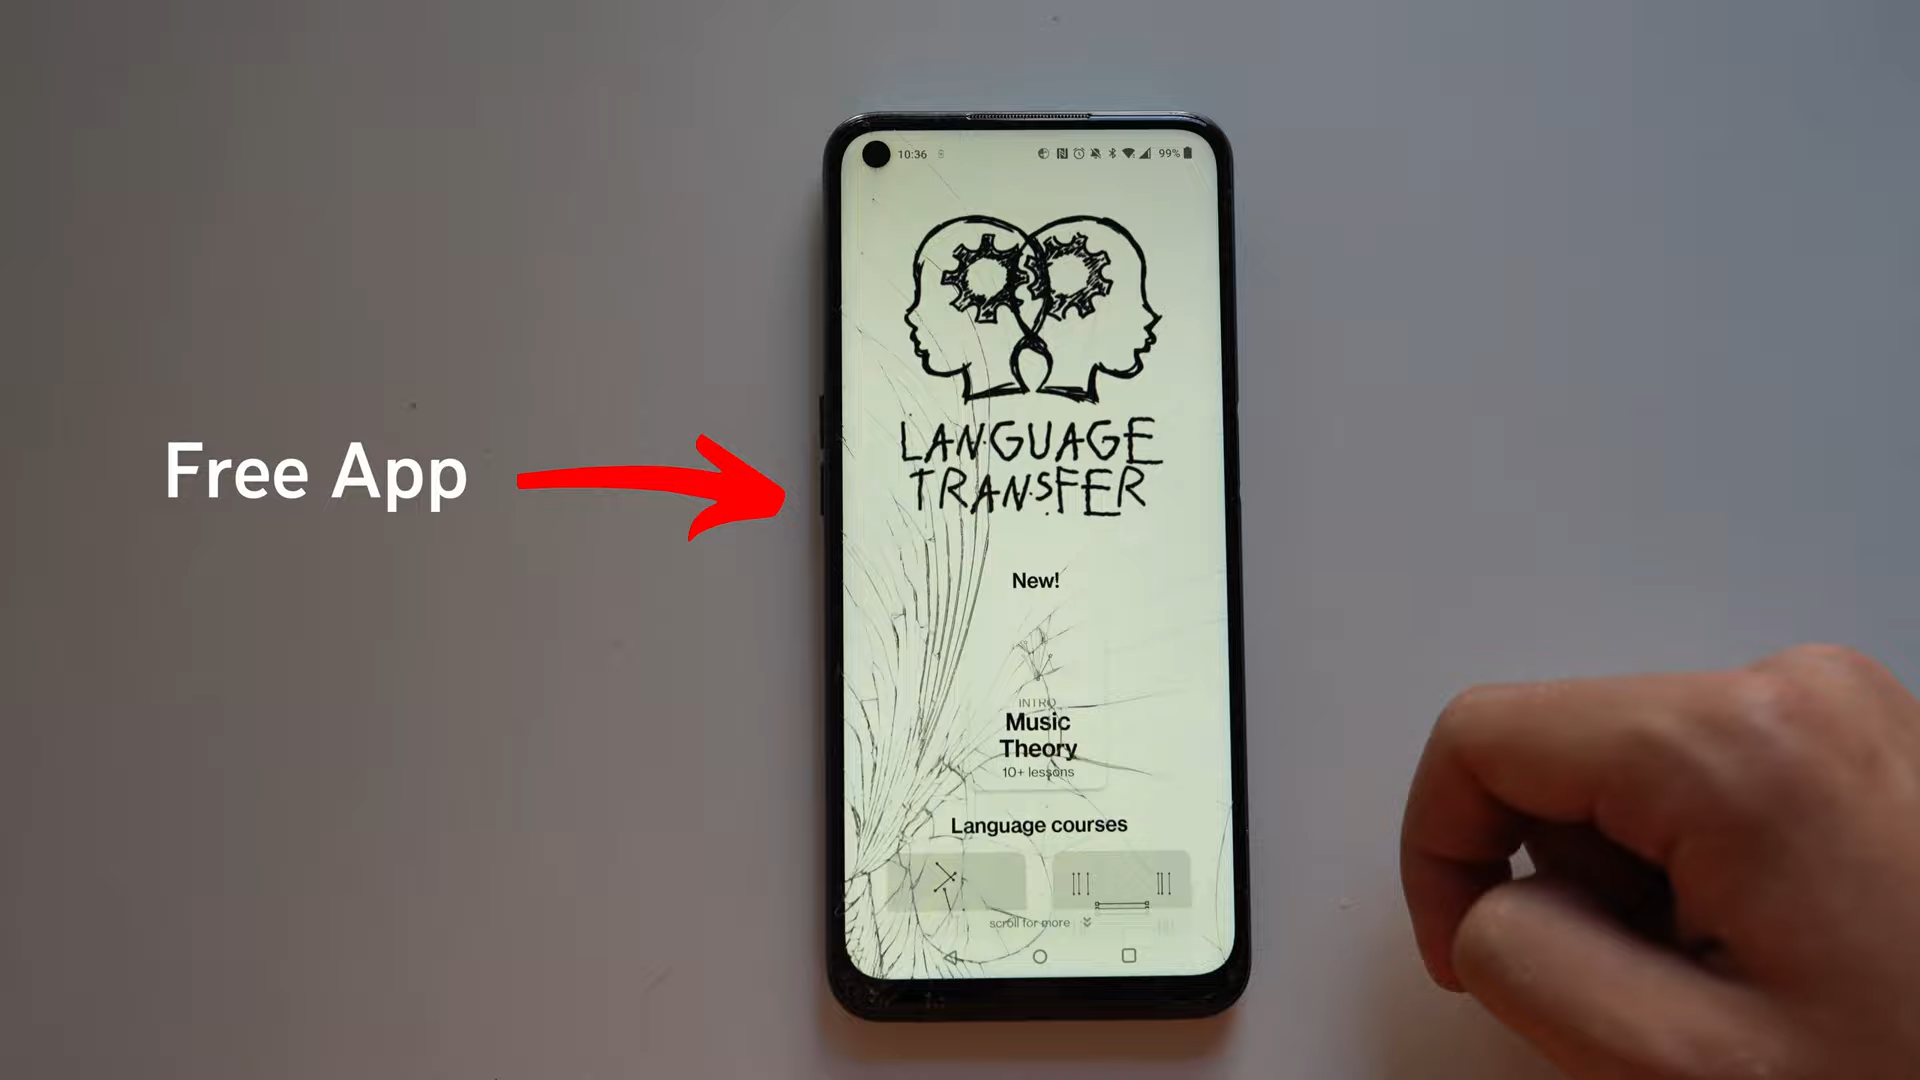 10:36
99%
Free App
LANGUAGE
TRANSFER
New!
INTRO
Music
Theory
10+ lessons
Language courses
scroll for more